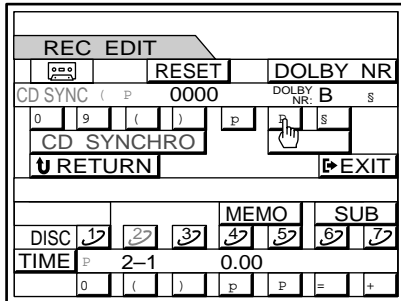 REC EDIT
RESET DOLBY NR
CD SYNC ( P 0000 DOLBY NR: B §
0 9 ( ) p P §
CD SYNCHRO
RETURN EXIT
MEMO SUB
DISC 1 2 3 4 5 6 7
TIME P 2–1 0.00
0 ( ) p P = +